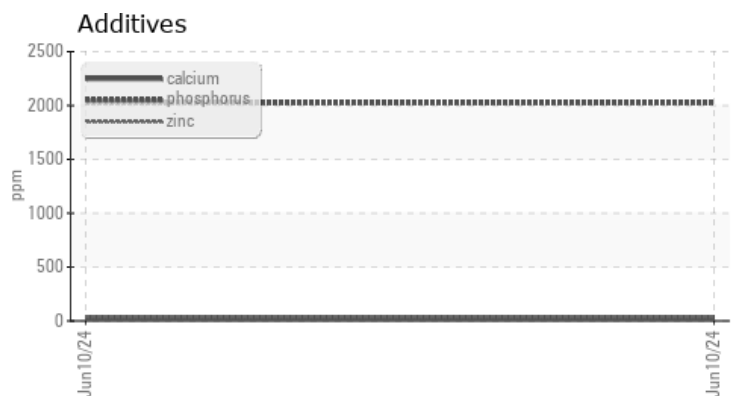 Additives
2500
2000
1500
1000
500
0
ppm
calcium
phosphorus
zinc
Jun10/24
Jun10/24